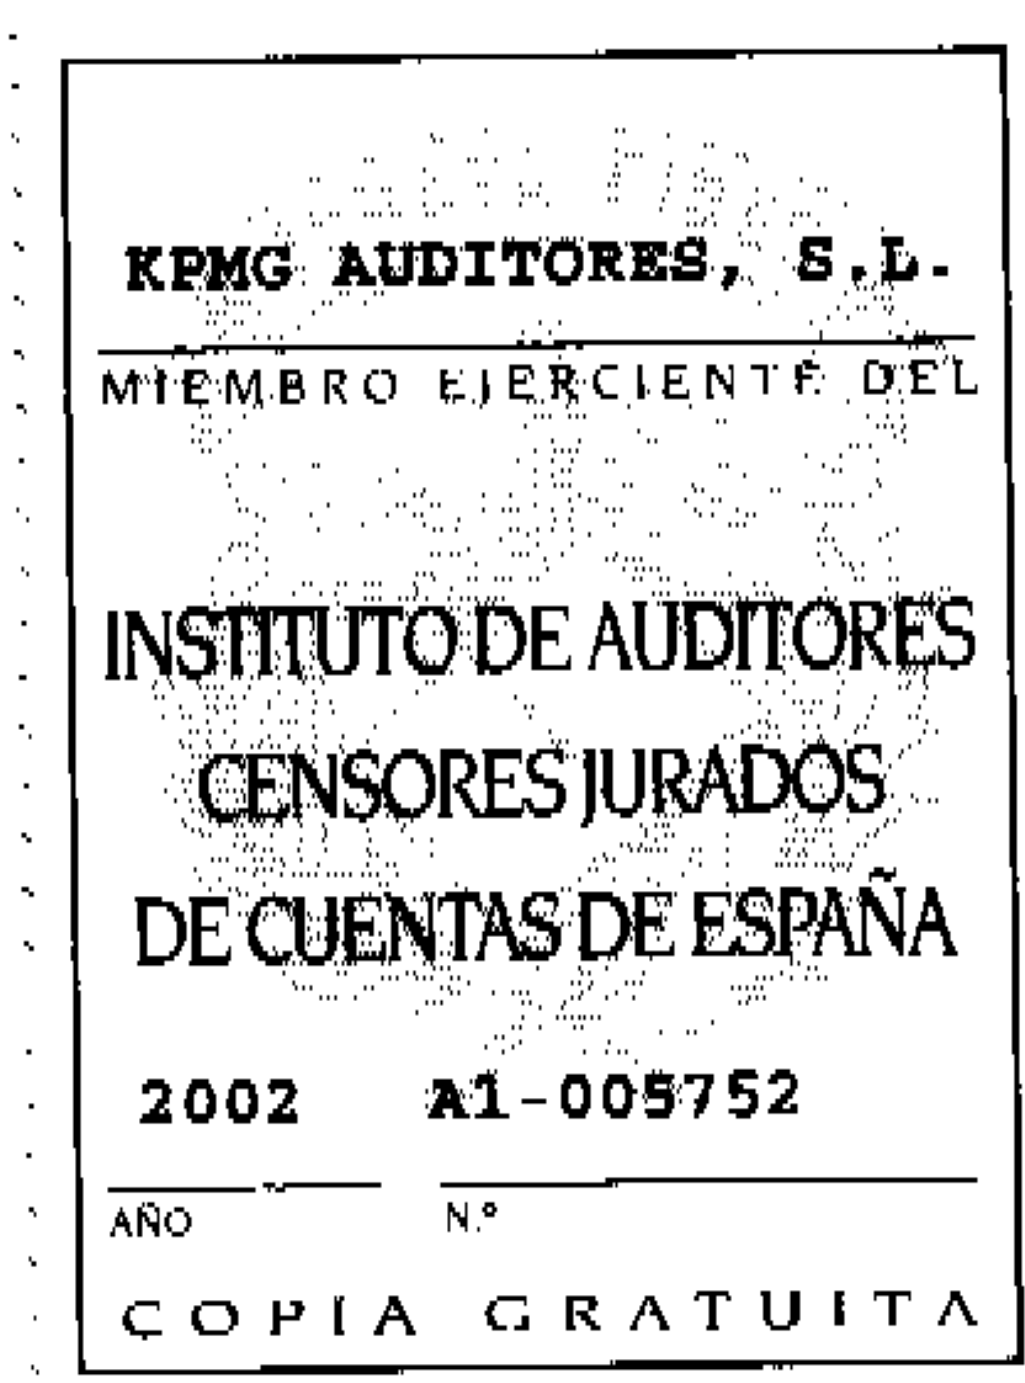 KPMG AUDITORES, S.L.
MIEMBRO EJERCIENTE DEL
INSTITUTO DE AUDITORES
CENSORES JURADOS
DE CUENTAS DE ESPAÑA
2002 A1-005752
AÑO N.º
COPIA GRATUITA